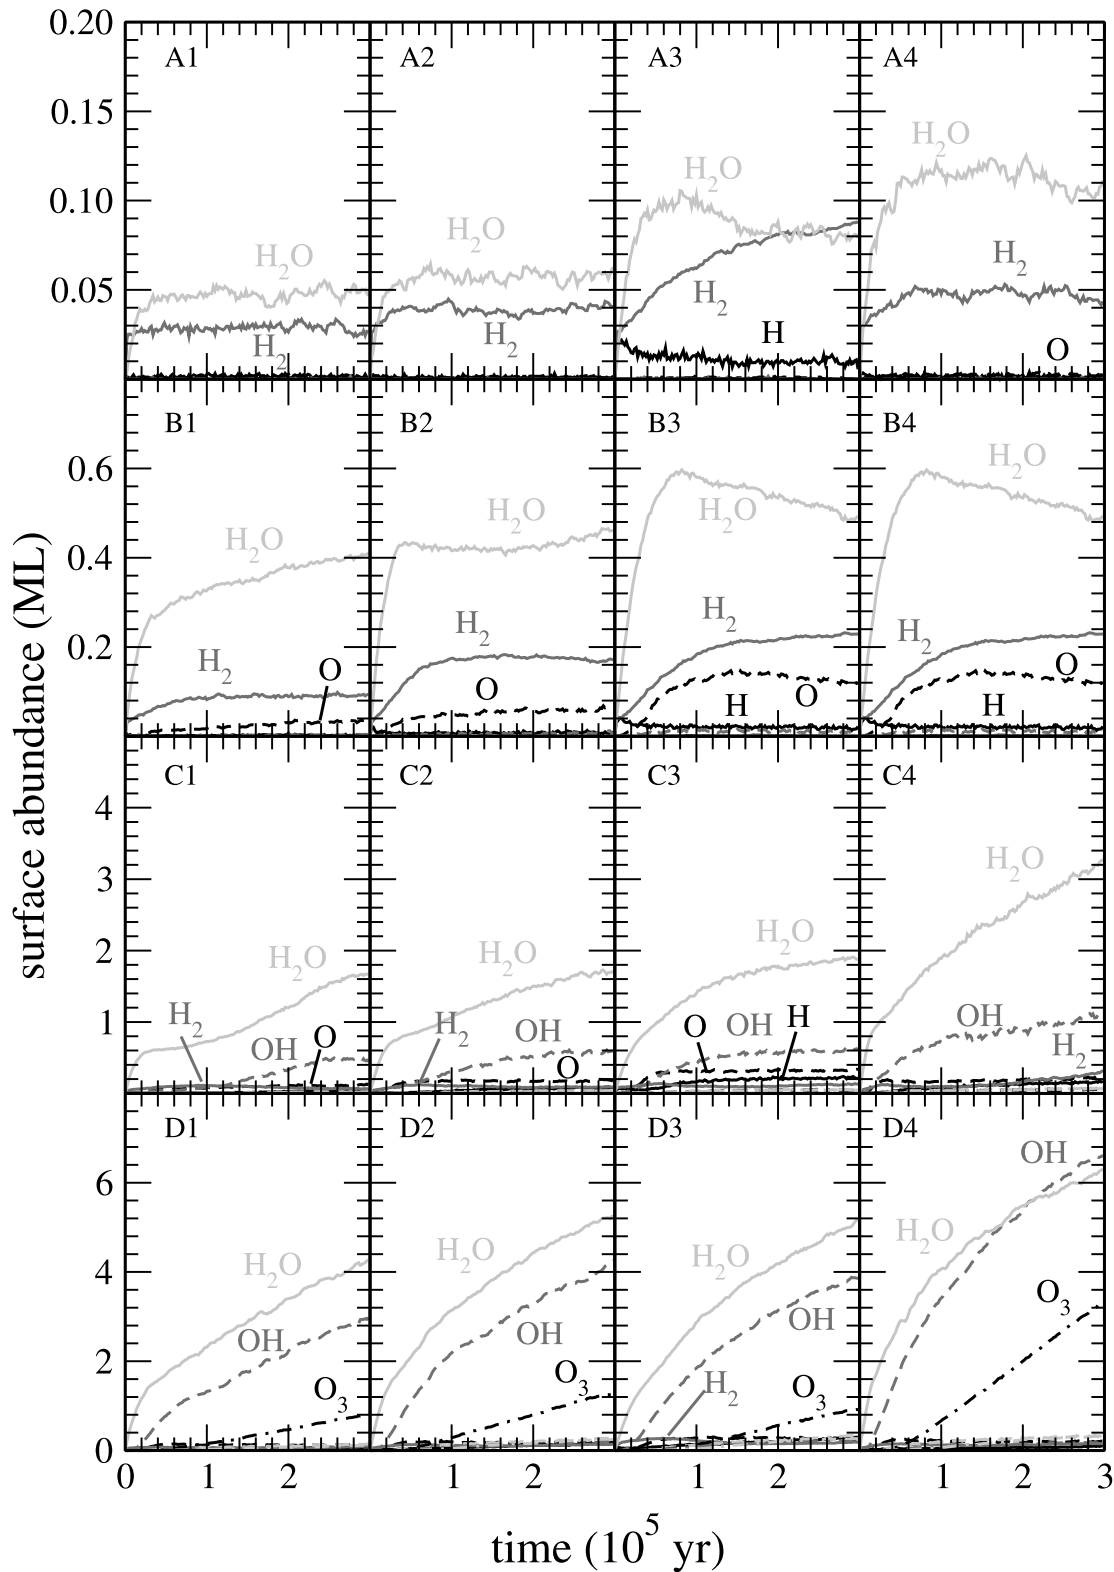 0.20
A1 A2 A3 A4
0.15
H₂O
H₂O
0.10
H₂O
H₂O
H₂
0.05
H₂
H
H₂ H₂
O
B1 B2 B3 B4
0.6
H₂O
H₂O H₂O
H₂O
0.4
H₂
H₂ H₂
0.2
H₂ O O O O
H H
C1 C2 C3 C4
4
H₂O
3
H₂O H₂O H₂O
2
H₂ H₂ OH O OH H OH
1
OH O O H₂
D1 D2 D3 D4
OH
6
H₂O H₂O H₂O H₂O
4
O₃
OH OH OH
2
O₃ O₃ H₂ O₃
0
0 1 2 1 2 1 2 1 2 3
surface abundance (ML)
time (10⁵ yr)